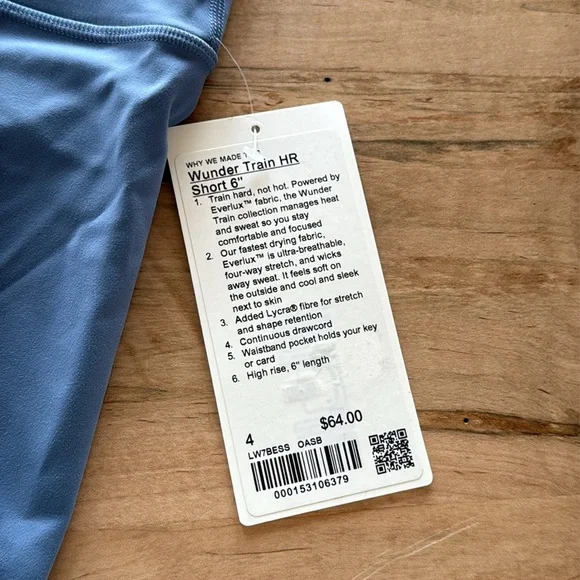 WHY WE MADE
Wunder Train HR
Short 6"
1. Train hard, not hot. Powered by
Everlux™ fabric, the Wunder
Train collection manages heat
and sweat so you stay
comfortable and focused
2. Our fastest drying fabric,
Everlux™ is ultra-breathable,
four-way stretch, and wicks
away sweat. It feels soft on
the outside and cool and sleek
next to skin
3. Added Lycra® fibre for stretch
and shape retention
4. Continuous drawcord
5. Waistband pocket holds your key
or card
6. High rise, 6" length
4 $64.00
LW7BESS OASB
000153106379